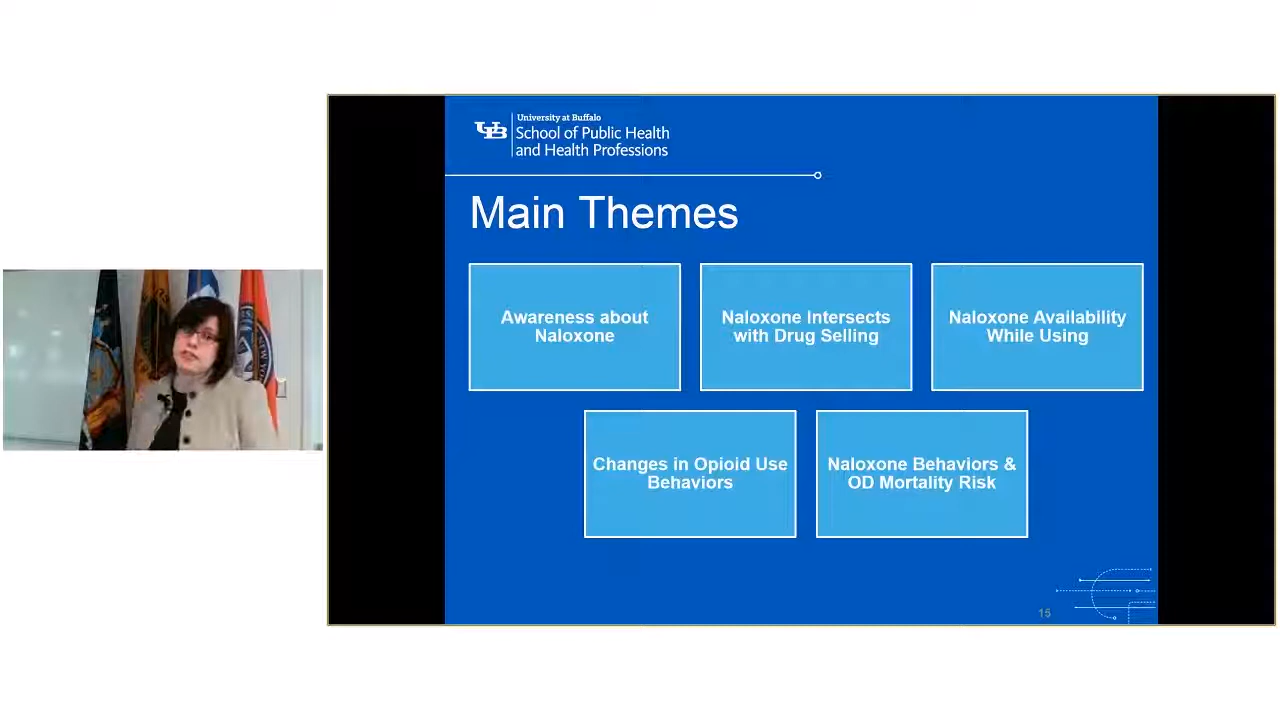 University at Buffalo
School of Public Health
and Health Professions
UB
Main Themes
Awareness about
Naloxone
Naloxone Intersects
with Drug Selling
Naloxone Availability
While Using
Changes in Opioid Use
Behaviors
Naloxone Behaviors &
OD Mortality Risk
15